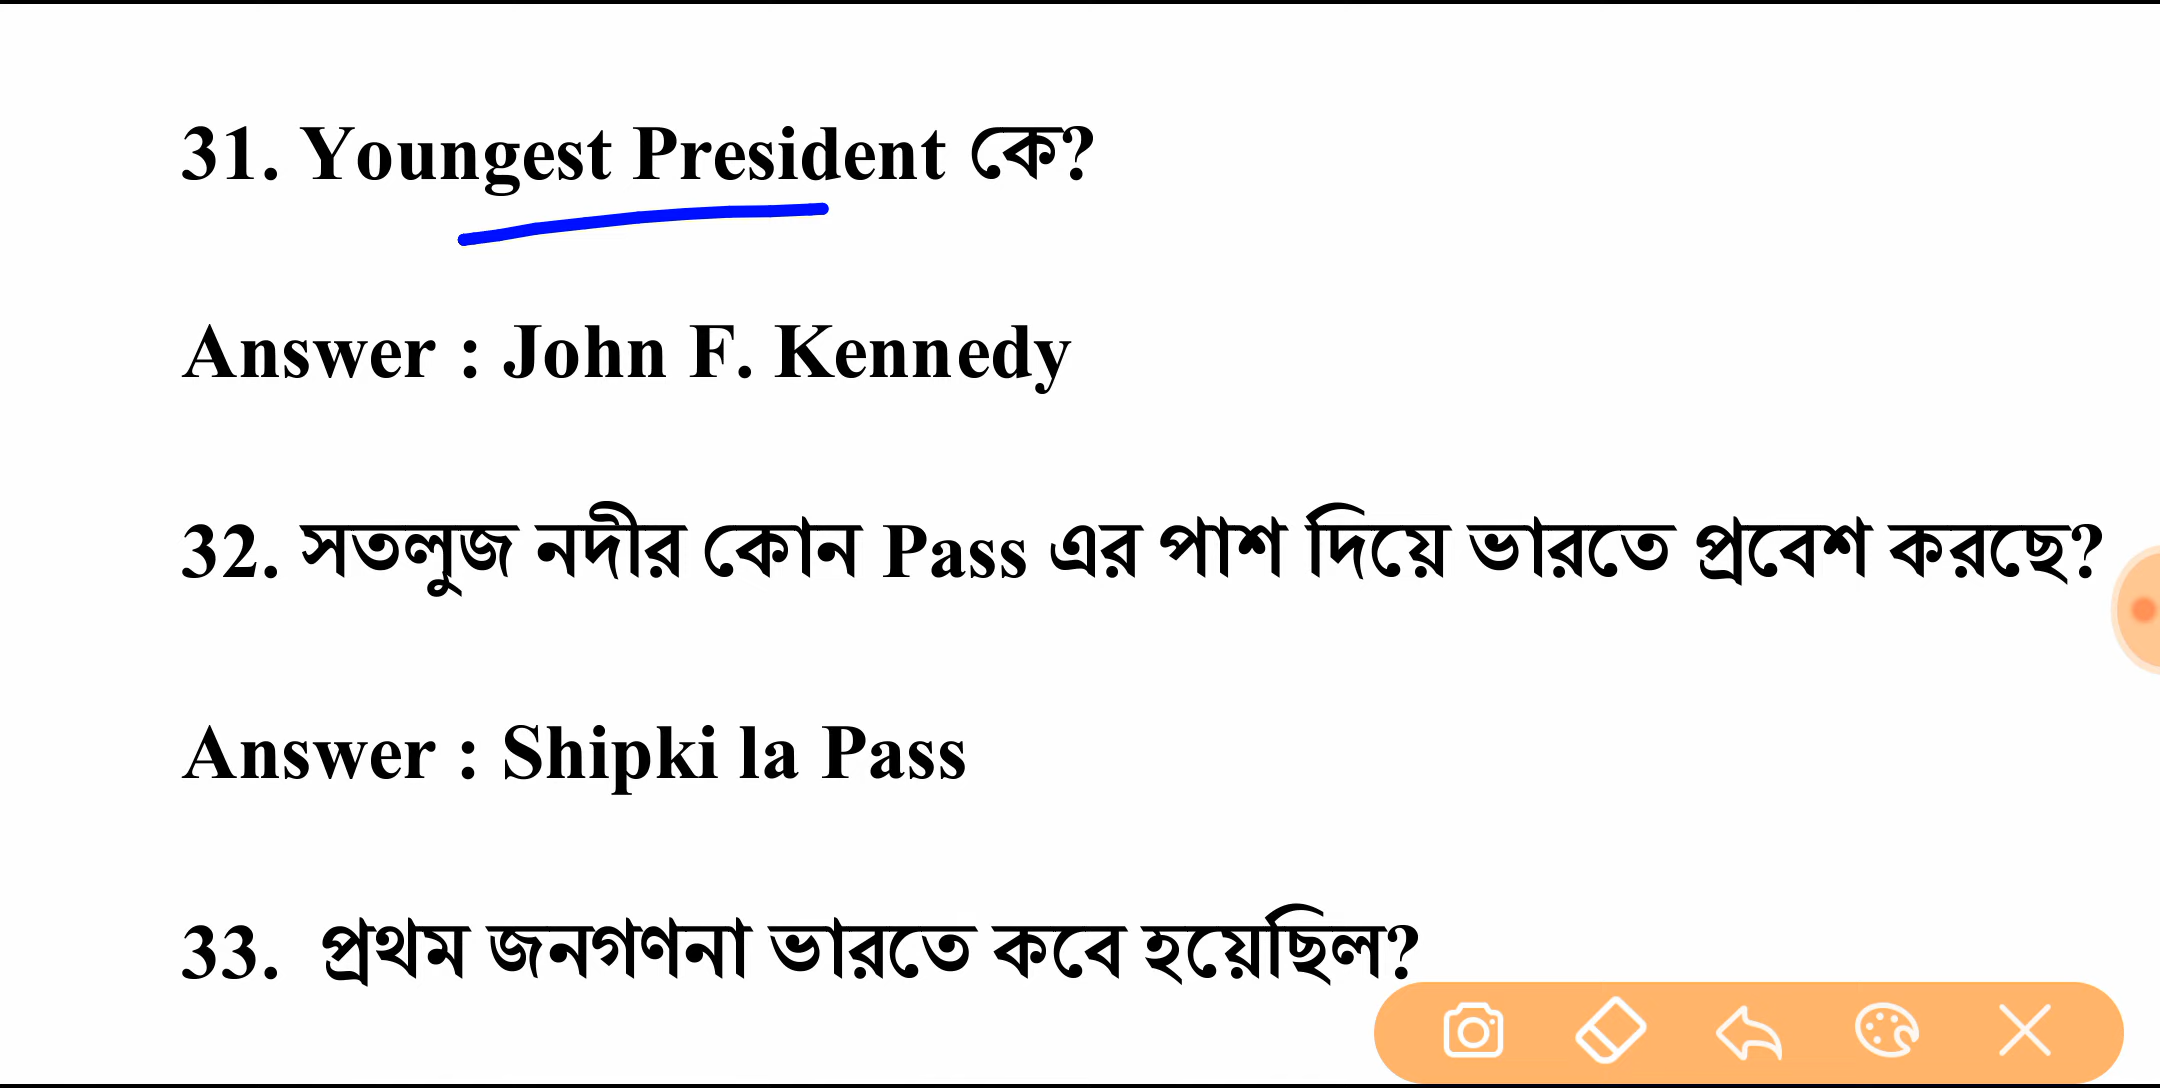 31. Youngest President কে?
Answer : John F. Kennedy
32. সতলুজ নদীর কোন Pass এর পাশ দিয়ে ভারতে প্রবেশ করছে?
Answer : Shipki la Pass
33. প্রথম জনগণনা ভারতে কবে হয়েছিল?